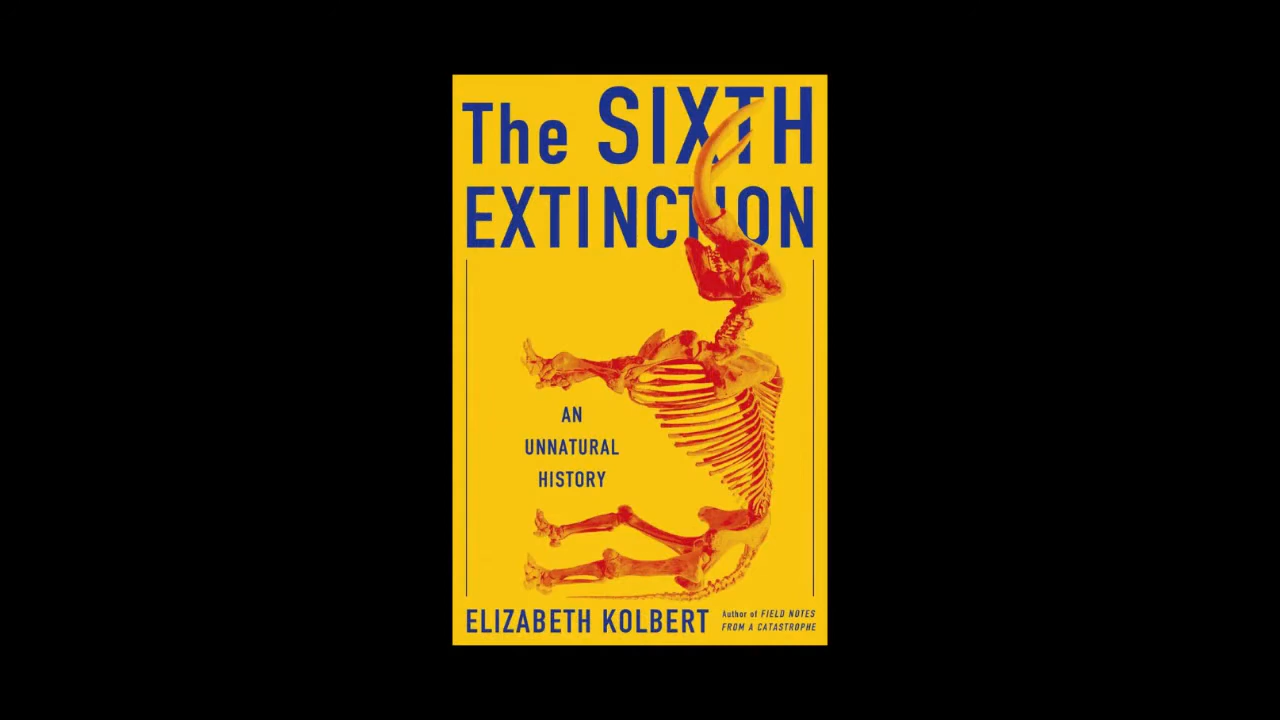 The SIXTH
EXTINCTION
AN
UNNATURAL
HISTORY
ELIZABETH KOLBERT
Author of FIELD NOTES
FROM A CATASTROPHE